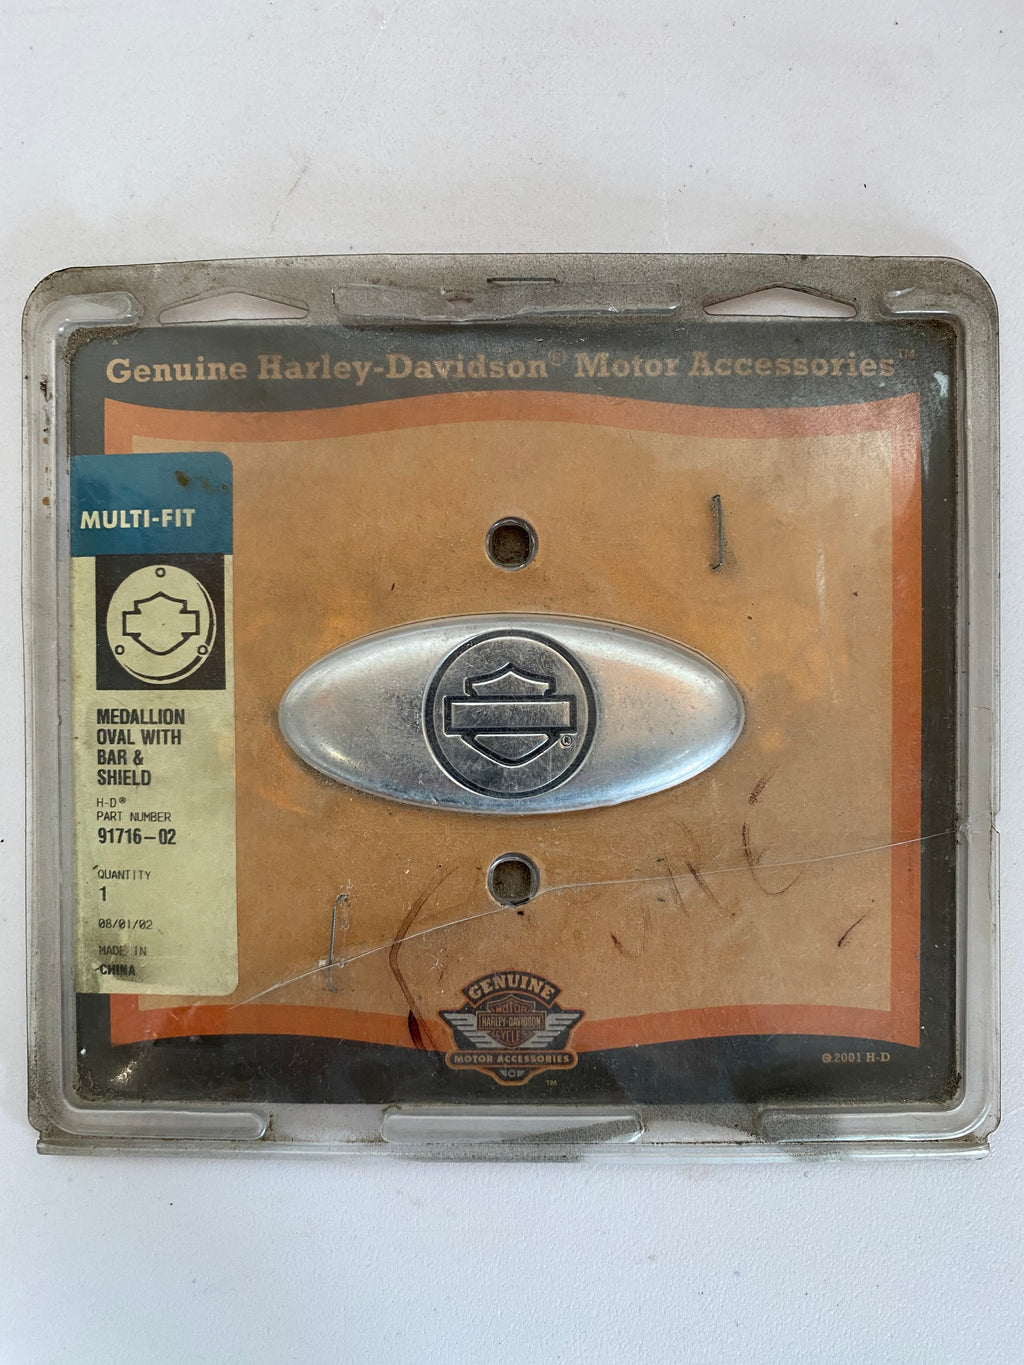 Genuine Harley-Davidson® Motor Accessories™
MULTI-FIT
MEDALLION
OVAL WITH
BAR &
SHIELD
H-D®
PART NUMBER
91716-02
QUANTITY
1
08/01/02
MADE IN
CHINA
®
GENUINE
MOTOR
HARLEY-DAVIDSON
CYCLES
MOTOR ACCESSORIES
™
©2001 H-D